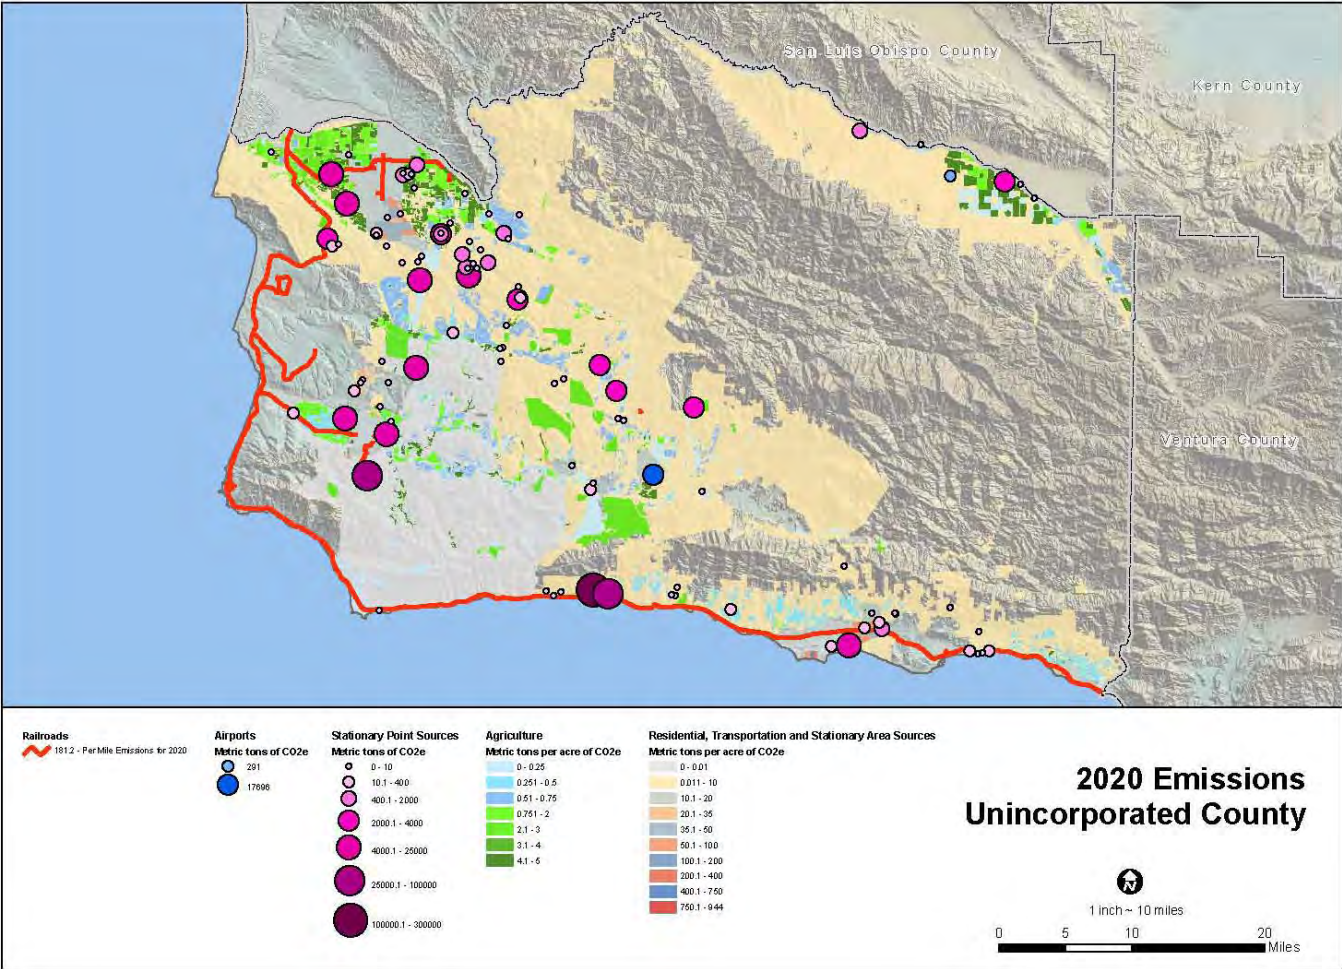 San Luis Obispo County
Kern County
Ventura County
Railroads
181.2 - Per Mile Emissions for 2020
Airports
Metric tons of CO2e
291
17696
Stationary Point Sources
Metric tons of CO2e
0 - 10
10.1 - 400
400.1 - 2000
2000.1 - 4000
4000.1 - 25000
25000.1 - 100000
100000.1 - 300000
Agriculture
Metric tons per acre of CO2e
0 - 0.25
0.251 - 0.5
0.51 - 0.75
0.751 - 2
2.1 - 3
3.1 - 4
4.1 - 5
Residential, Transportation and Stationary Area Sources
Metric tons per acre of CO2e
0 - 0.01
0.011 - 10
10.1 - 20
20.1 - 35
35.1 - 50
50.1 - 100
100.1 - 200
200.1 - 400
400.1 - 750
750.1 - 944
2020 Emissions
Unincorporated County
N
1 inch ~ 10 miles
0 5 10 20
Miles